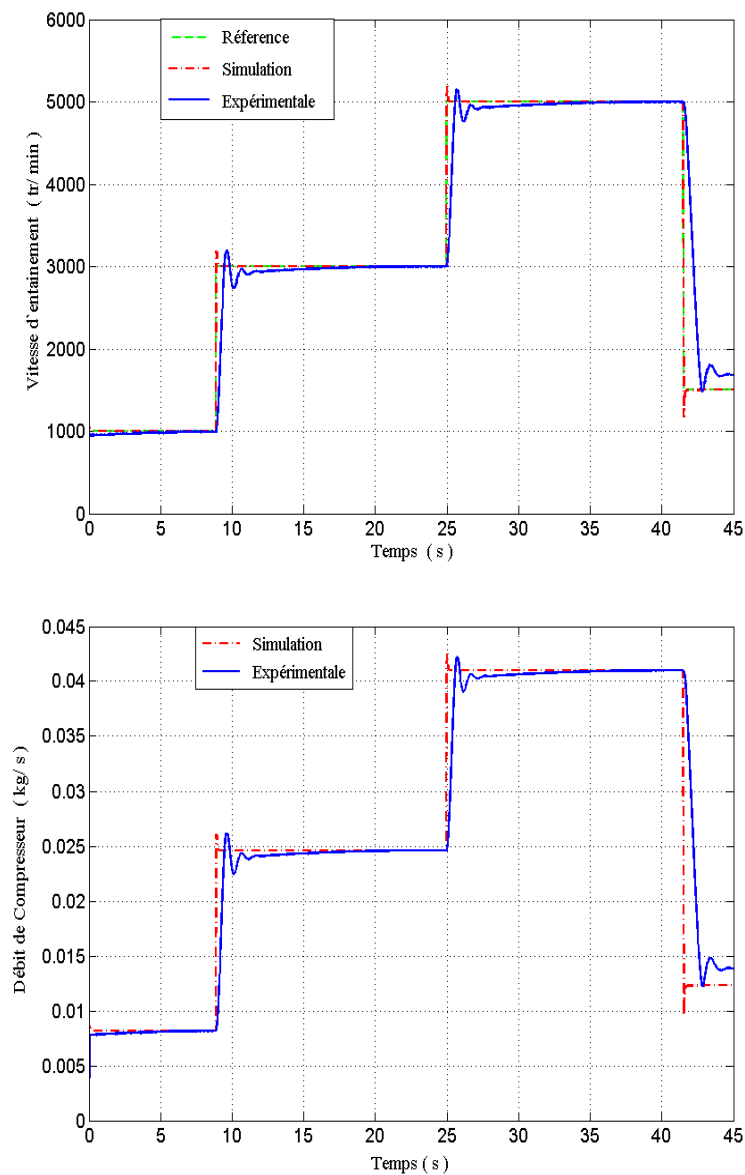 6000
5000
4000
3000
2000
1000
0
Vitesse d`entainement ( tr/ min )
Réference
Simulation
Expérimentale
0 5 10 15 20 25 30 35 40 45
Temps ( s )
0.045
0.04
0.035
0.03
0.025
0.02
0.015
0.01
0.005
0
Débit de Compresseur ( kg/ s )
Simulation
Expérimentale
0 5 10 15 20 25 30 35 40 45
Temps ( s )